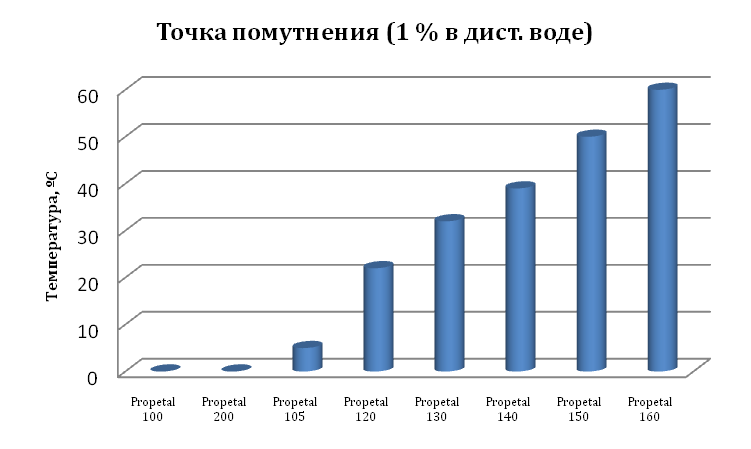 Точка помутнения (1 % в дист. воде)
Температура, ºС
60
50
40
30
20
10
0
Propetal 100
Propetal 200
Propetal 105
Propetal 120
Propetal 130
Propetal 140
Propetal 150
Propetal 160